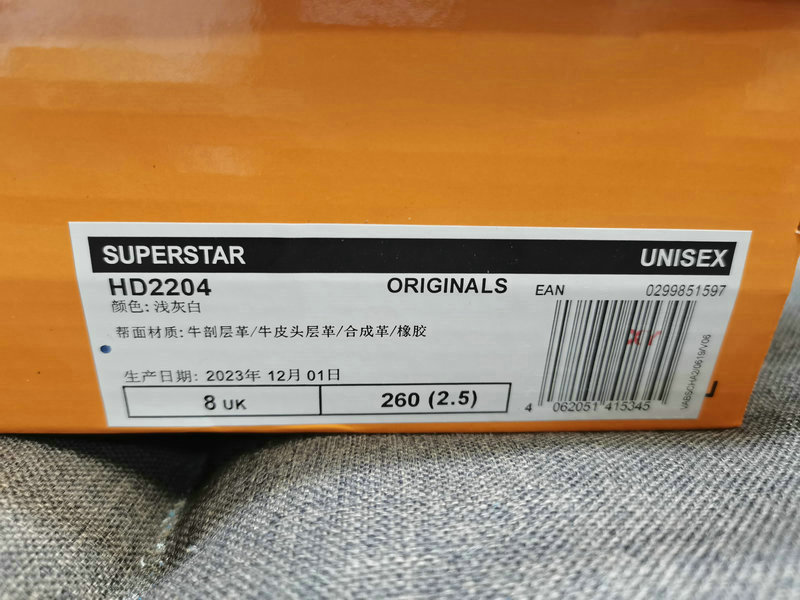 SUPERSTAR UNISEX
HD2204 ORIGINALS EAN 0299851597
颜色: 浅灰白
帮面材质: 牛剖层革/牛皮头层革/合成革/橡胶
生产日期: 2023年 12月 01日
8 UK 260 (2.5)
4 062051 415345